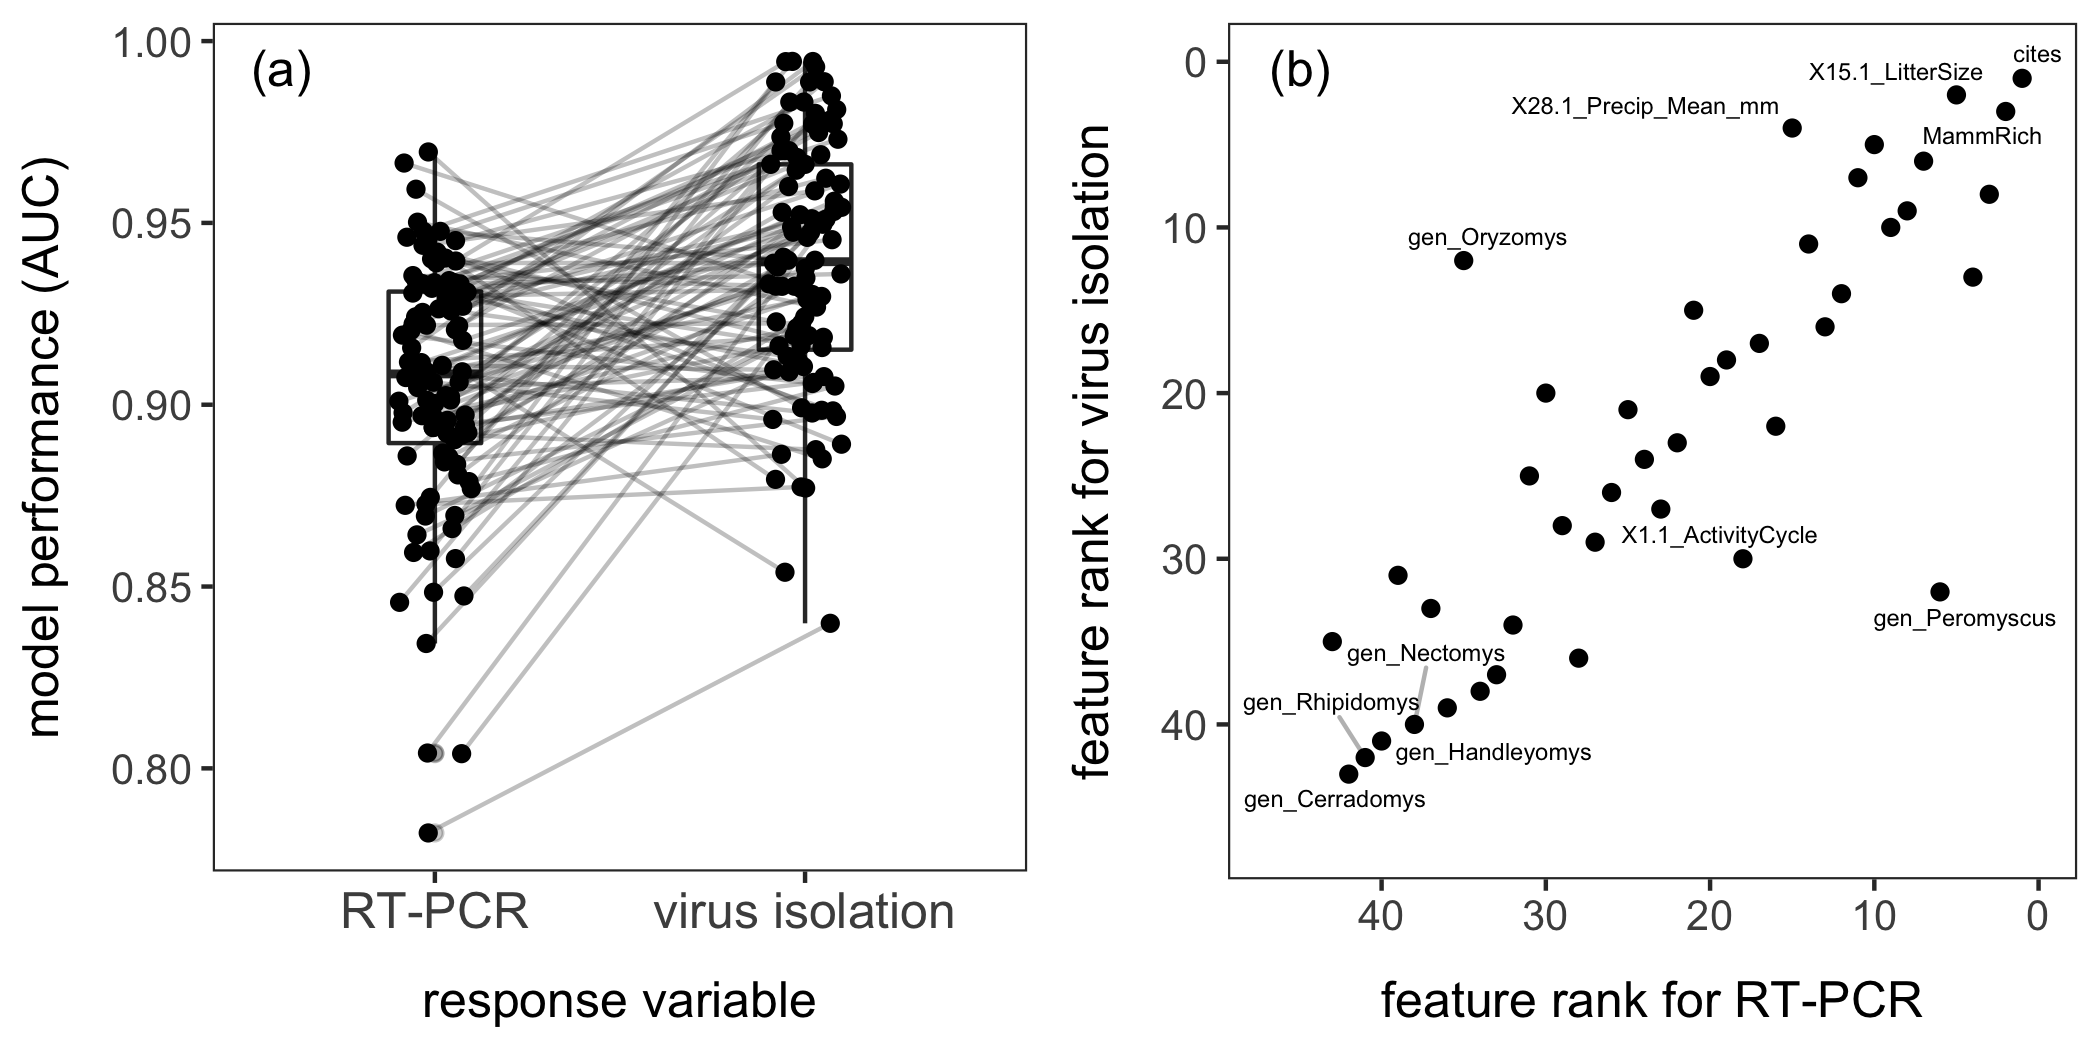 (a)
1.00
0.95
0.90
0.85
0.80
model performance (AUC)
RT-PCR
virus isolation
response variable
(b)
0
10
20
30
40
feature rank for virus isolation
cites
X15.1_LitterSize
X28.1_Precip_Mean_mm
MammRich
gen_Oryzomys
X1.1_ActivityCycle
gen_Peromyscus
gen_Nectomys
gen_Rhipidomys
gen_Handleyomys
gen_Cerradomys
40
30
20
10
0
feature rank for RT-PCR